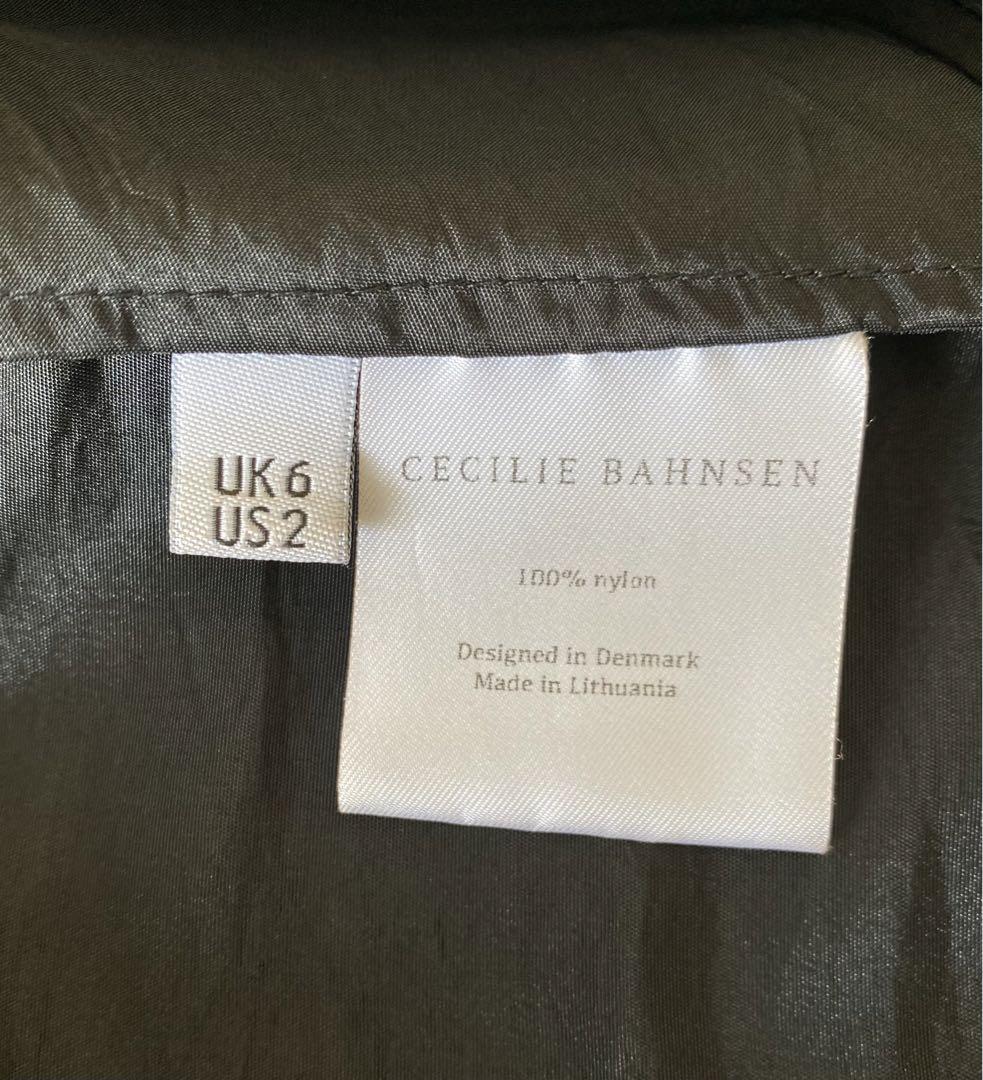 UK 6
US 2
CECILIE BAHNSEN
100% nylon
Designed in Denmark
Made in Lithuania